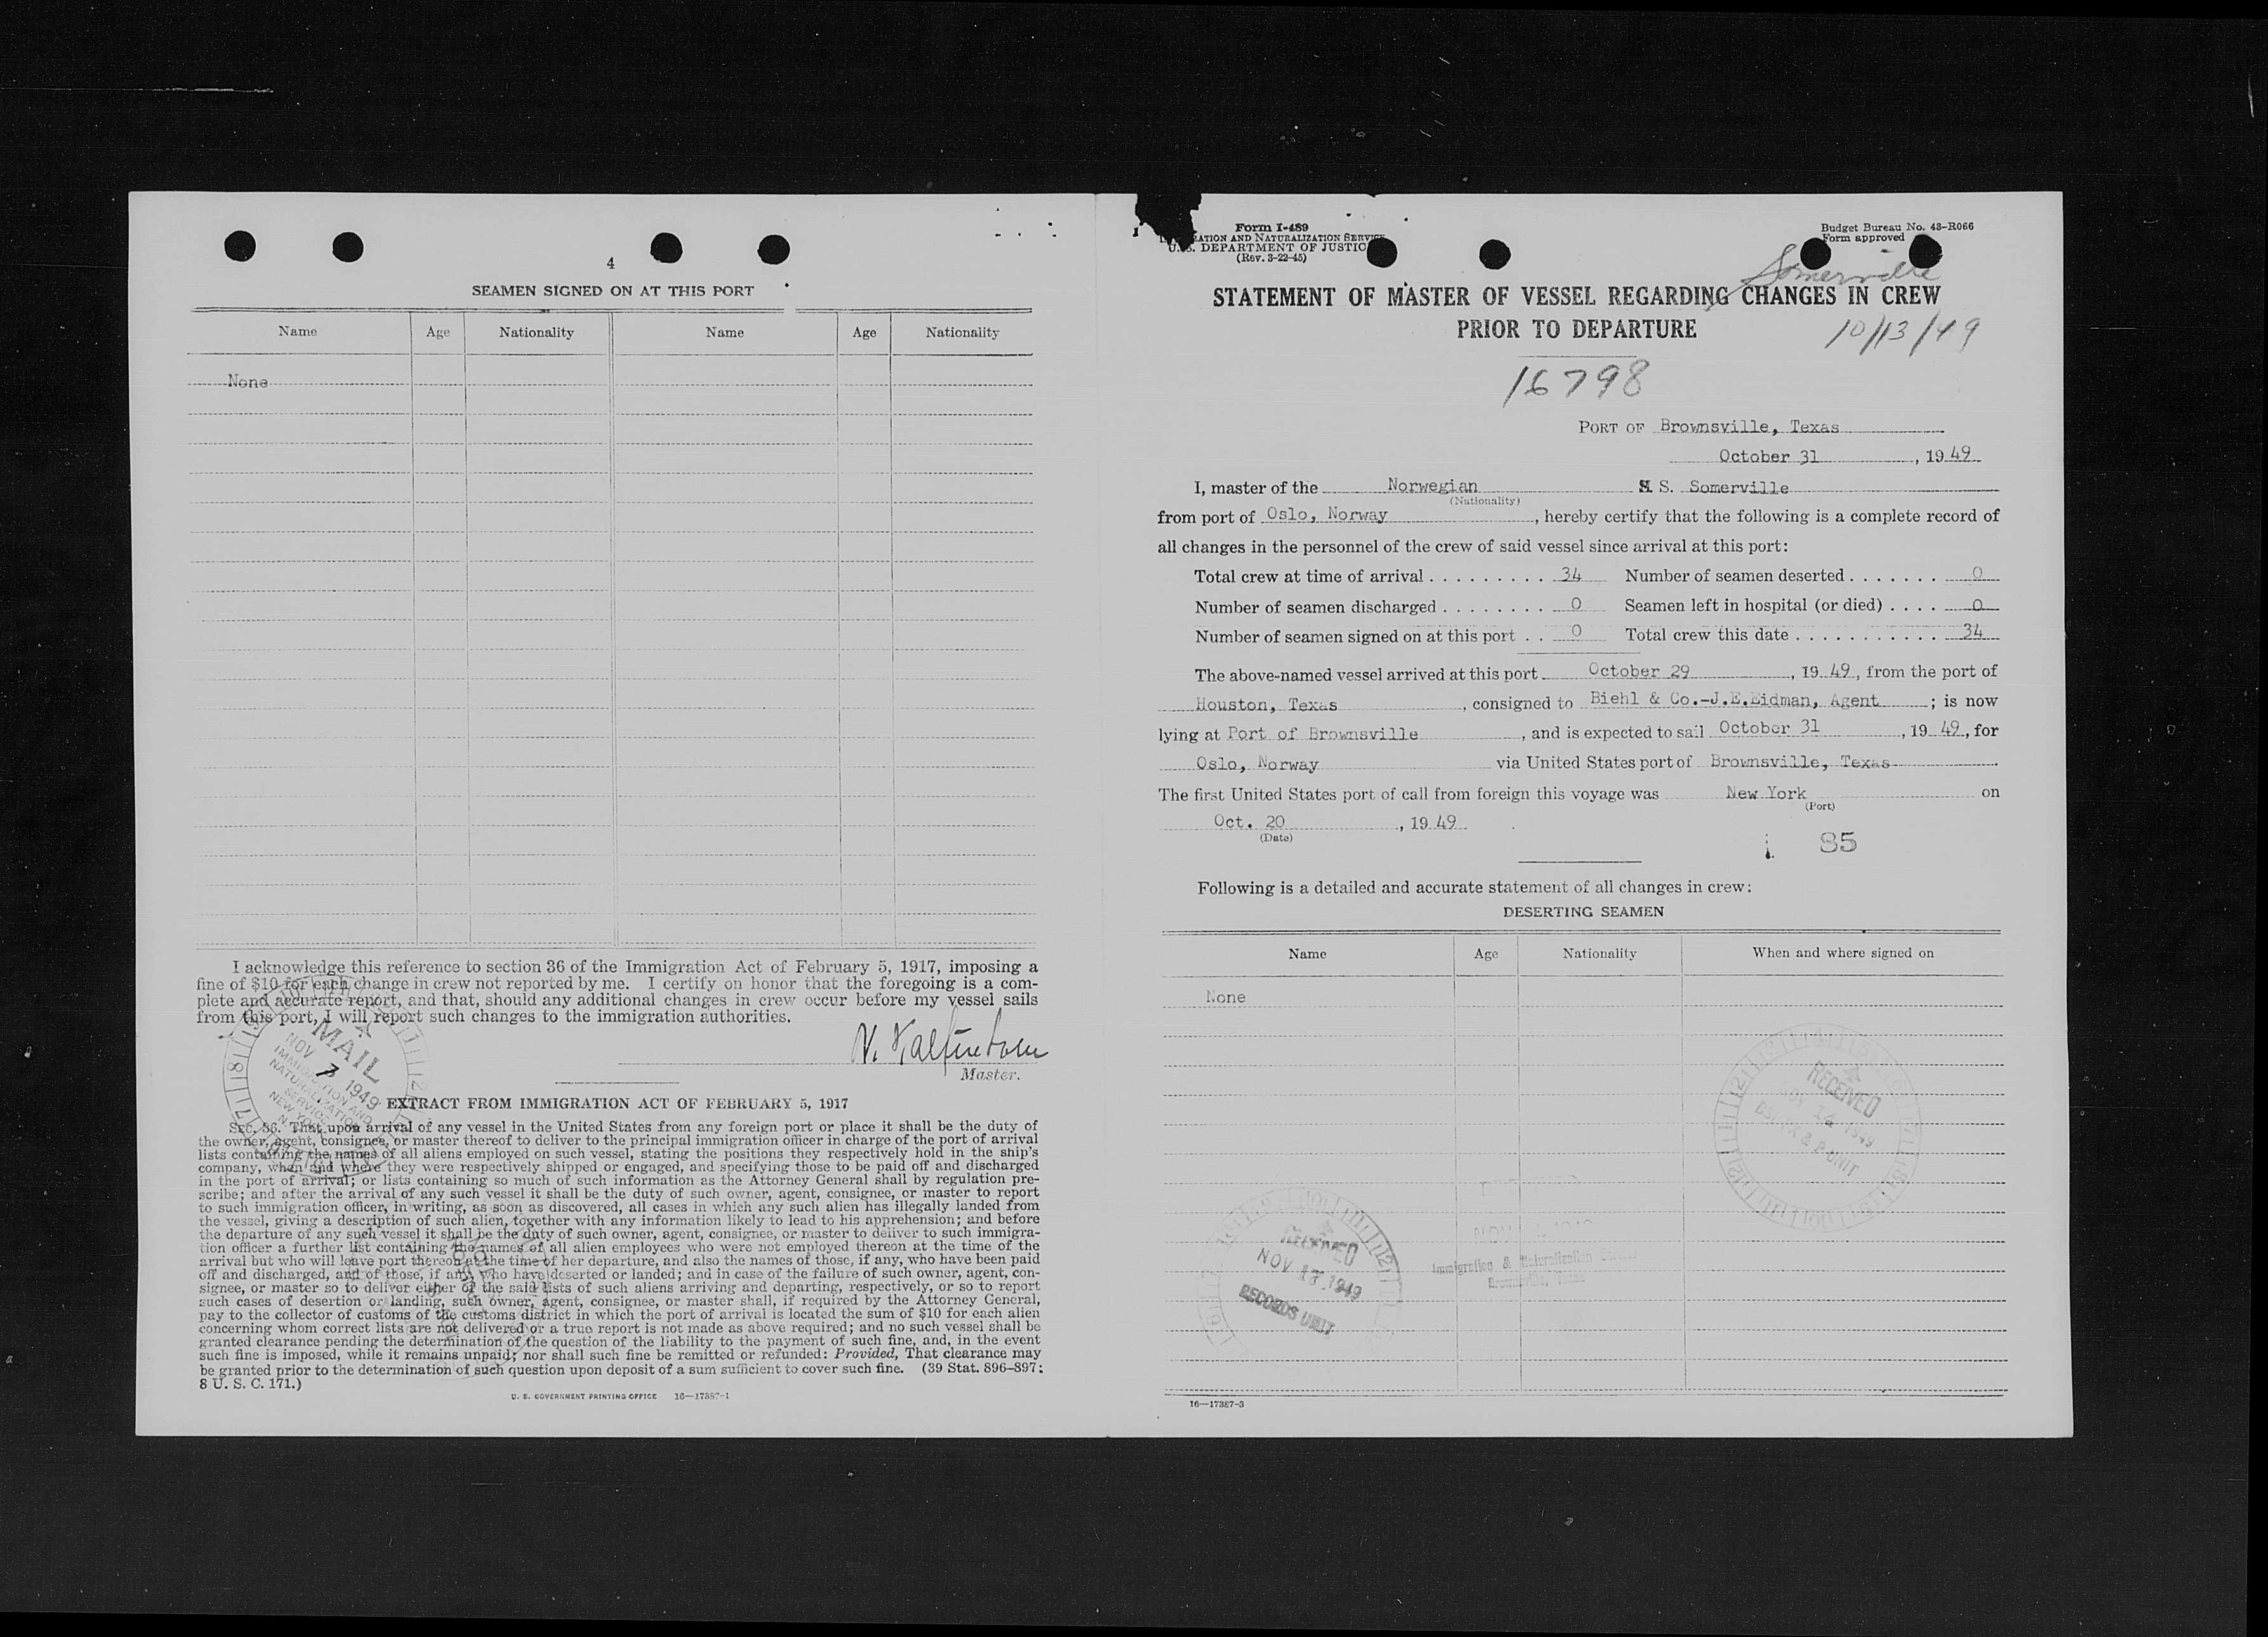 4
SEAMEN SIGNED ON AT THIS PORT
Name Age Nationality Name Age Nationality
None
I acknowledge this reference to section 36 of the Immigration Act of February 5, 1917, imposing a
fine of $10 for each change in crew not reported by me. I certify on honor that the foregoing is a com-
plete and accurate report, and that, should any additional changes in crew occur before my vessel sails
from this port, I will report such changes to the immigration authorities.
Master.
MAIL
NOV 7 1949
IMMIGRATION AND
NATURALIZATION
SERVICE
NEW YORK
EXTRACT FROM IMMIGRATION ACT OF FEBRUARY 5, 1917
SEC. 36. That upon arrival of any vessel in the United States from any foreign port or place it shall be the duty of
the owner, agent, consignee, or master thereof to deliver to the principal immigration officer in charge of the port of arrival
lists containing the names of all aliens employed on such vessel, stating the positions they respectively hold in the ship's
company, when and where they were respectively shipped or engaged, and specifying those to be paid off and discharged
in the port of arrival; or lists containing so much of such information as the Attorney General shall by regulation pre-
scribe; and after the arrival of any such vessel it shall be the duty of such owner, agent, consignee, or master to report
to such immigration officer, in writing, as soon as discovered, all cases in which any such alien has illegally landed from
the vessel, giving a description of such alien, together with any information likely to lead to his apprehension; and before
the departure of any such vessel it shall be the duty of such owner, agent, consignee, or master to deliver to such immigra-
tion officer a further list containing the names of all alien employees who were not employed thereon at the time of the
arrival but who will leave port thereon at the time of her departure, and also the names of those, if any, who have been paid
off and discharged, and of those, if any, who have deserted or landed; and in case of the failure of such owner, agent, con-
signee, or master so to deliver either of the said lists of such aliens arriving and departing, respectively, or so to report
such cases of desertion or landing, such owner, agent, consignee, or master shall, if required by the Attorney General,
pay to the collector of customs of the customs district in which the port of arrival is located the sum of $10 for each alien
concerning whom correct lists are not delivered or a true report is not made as above required; and no such vessel shall be
granted clearance pending the determination of the question of the liability to the payment of such fine, and, in the event
such fine is imposed, while it remains unpaid; nor shall such fine be remitted or refunded: Provided, That clearance may
be granted prior to the determination of such question upon deposit of a sum sufficient to cover such fine. (39 Stat. 896–897;
8 U. S. C. 171.)
U. S. GOVERNMENT PRINTING OFFICE 16—17387-1
Form I-489
IMMIGRATION AND NATURALIZATION SERVICE
U. S. DEPARTMENT OF JUSTICE
(Rev. 3-22-45)
Budget Bureau No. 43-R066
Form approved
Somerville
STATEMENT OF MASTER OF VESSEL REGARDING CHANGES IN CREW
PRIOR TO DEPARTURE
10/13/49
16798
PORT OF Brownsville, Texas
October 31, 1949
I, master of the Norwegian S. Somerville
(Nationality)
from port of Oslo, Norway, hereby certify that the following is a complete record of
all changes in the personnel of the crew of said vessel since arrival at this port:
Total crew at time of arrival . . . . . . . . . 34 Number of seamen deserted . . . . . . . 0
Number of seamen discharged . . . . . . . . 0 Seamen left in hospital (or died) . . . . 0
Number of seamen signed on at this port . . 0 Total crew this date . . . . . . . . . . . 34
The above-named vessel arrived at this port October 29, 1949, from the port of
Houston, Texas, consigned to Biehl & Co.-J.E.Eidman, Agent; is now
lying at Port of Brownsville, and is expected to sail October 31, 1949, for
Oslo, Norway via United States port of Brownsville, Texas
The first United States port of call from foreign this voyage was New York on
(Port)
Oct. 20, 1949
(Date)
85
Following is a detailed and accurate statement of all changes in crew:
DESERTING SEAMEN
Name Age Nationality When and where signed on
None
RECEIVED
NOV 14 1949
UNIT
RECEIVED
NOV 17 1949
RECORDS UNIT
NOV
Immigration & Naturalization
Brownsville, Texas
16—17387-3